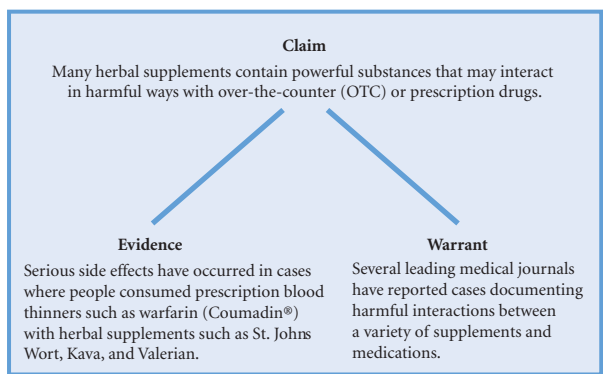 Claim
Many herbal supplements contain powerful substances that may interact
in harmful ways with over-the-counter (OTC) or prescription drugs.
Evidence
Serious side effects have occurred in cases
where people consumed prescription blood
thinners such as warfarin (Coumadin®)
with herbal supplements such as St. Johns
Wort, Kava, and Valerian.
Warrant
Several leading medical journals
have reported cases documenting
harmful interactions between
a variety of supplements and
medications.